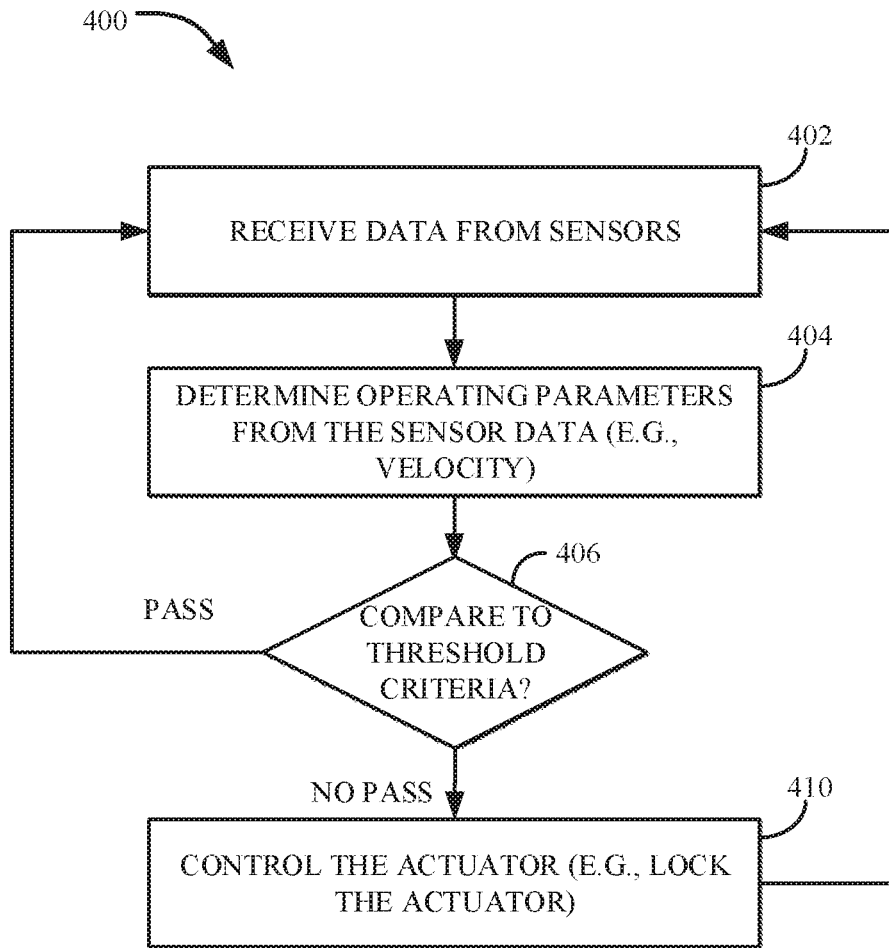 400
402
RECEIVE DATA FROM SENSORS
404
DETERMINE OPERATING PARAMETERS
FROM THE SENSOR DATA (E.G.,
VELOCITY)
406
PASS
COMPARE TO
THRESHOLD
CRITERIA?
NO PASS
410
CONTROL THE ACTUATOR (E.G., LOCK
THE ACTUATOR)